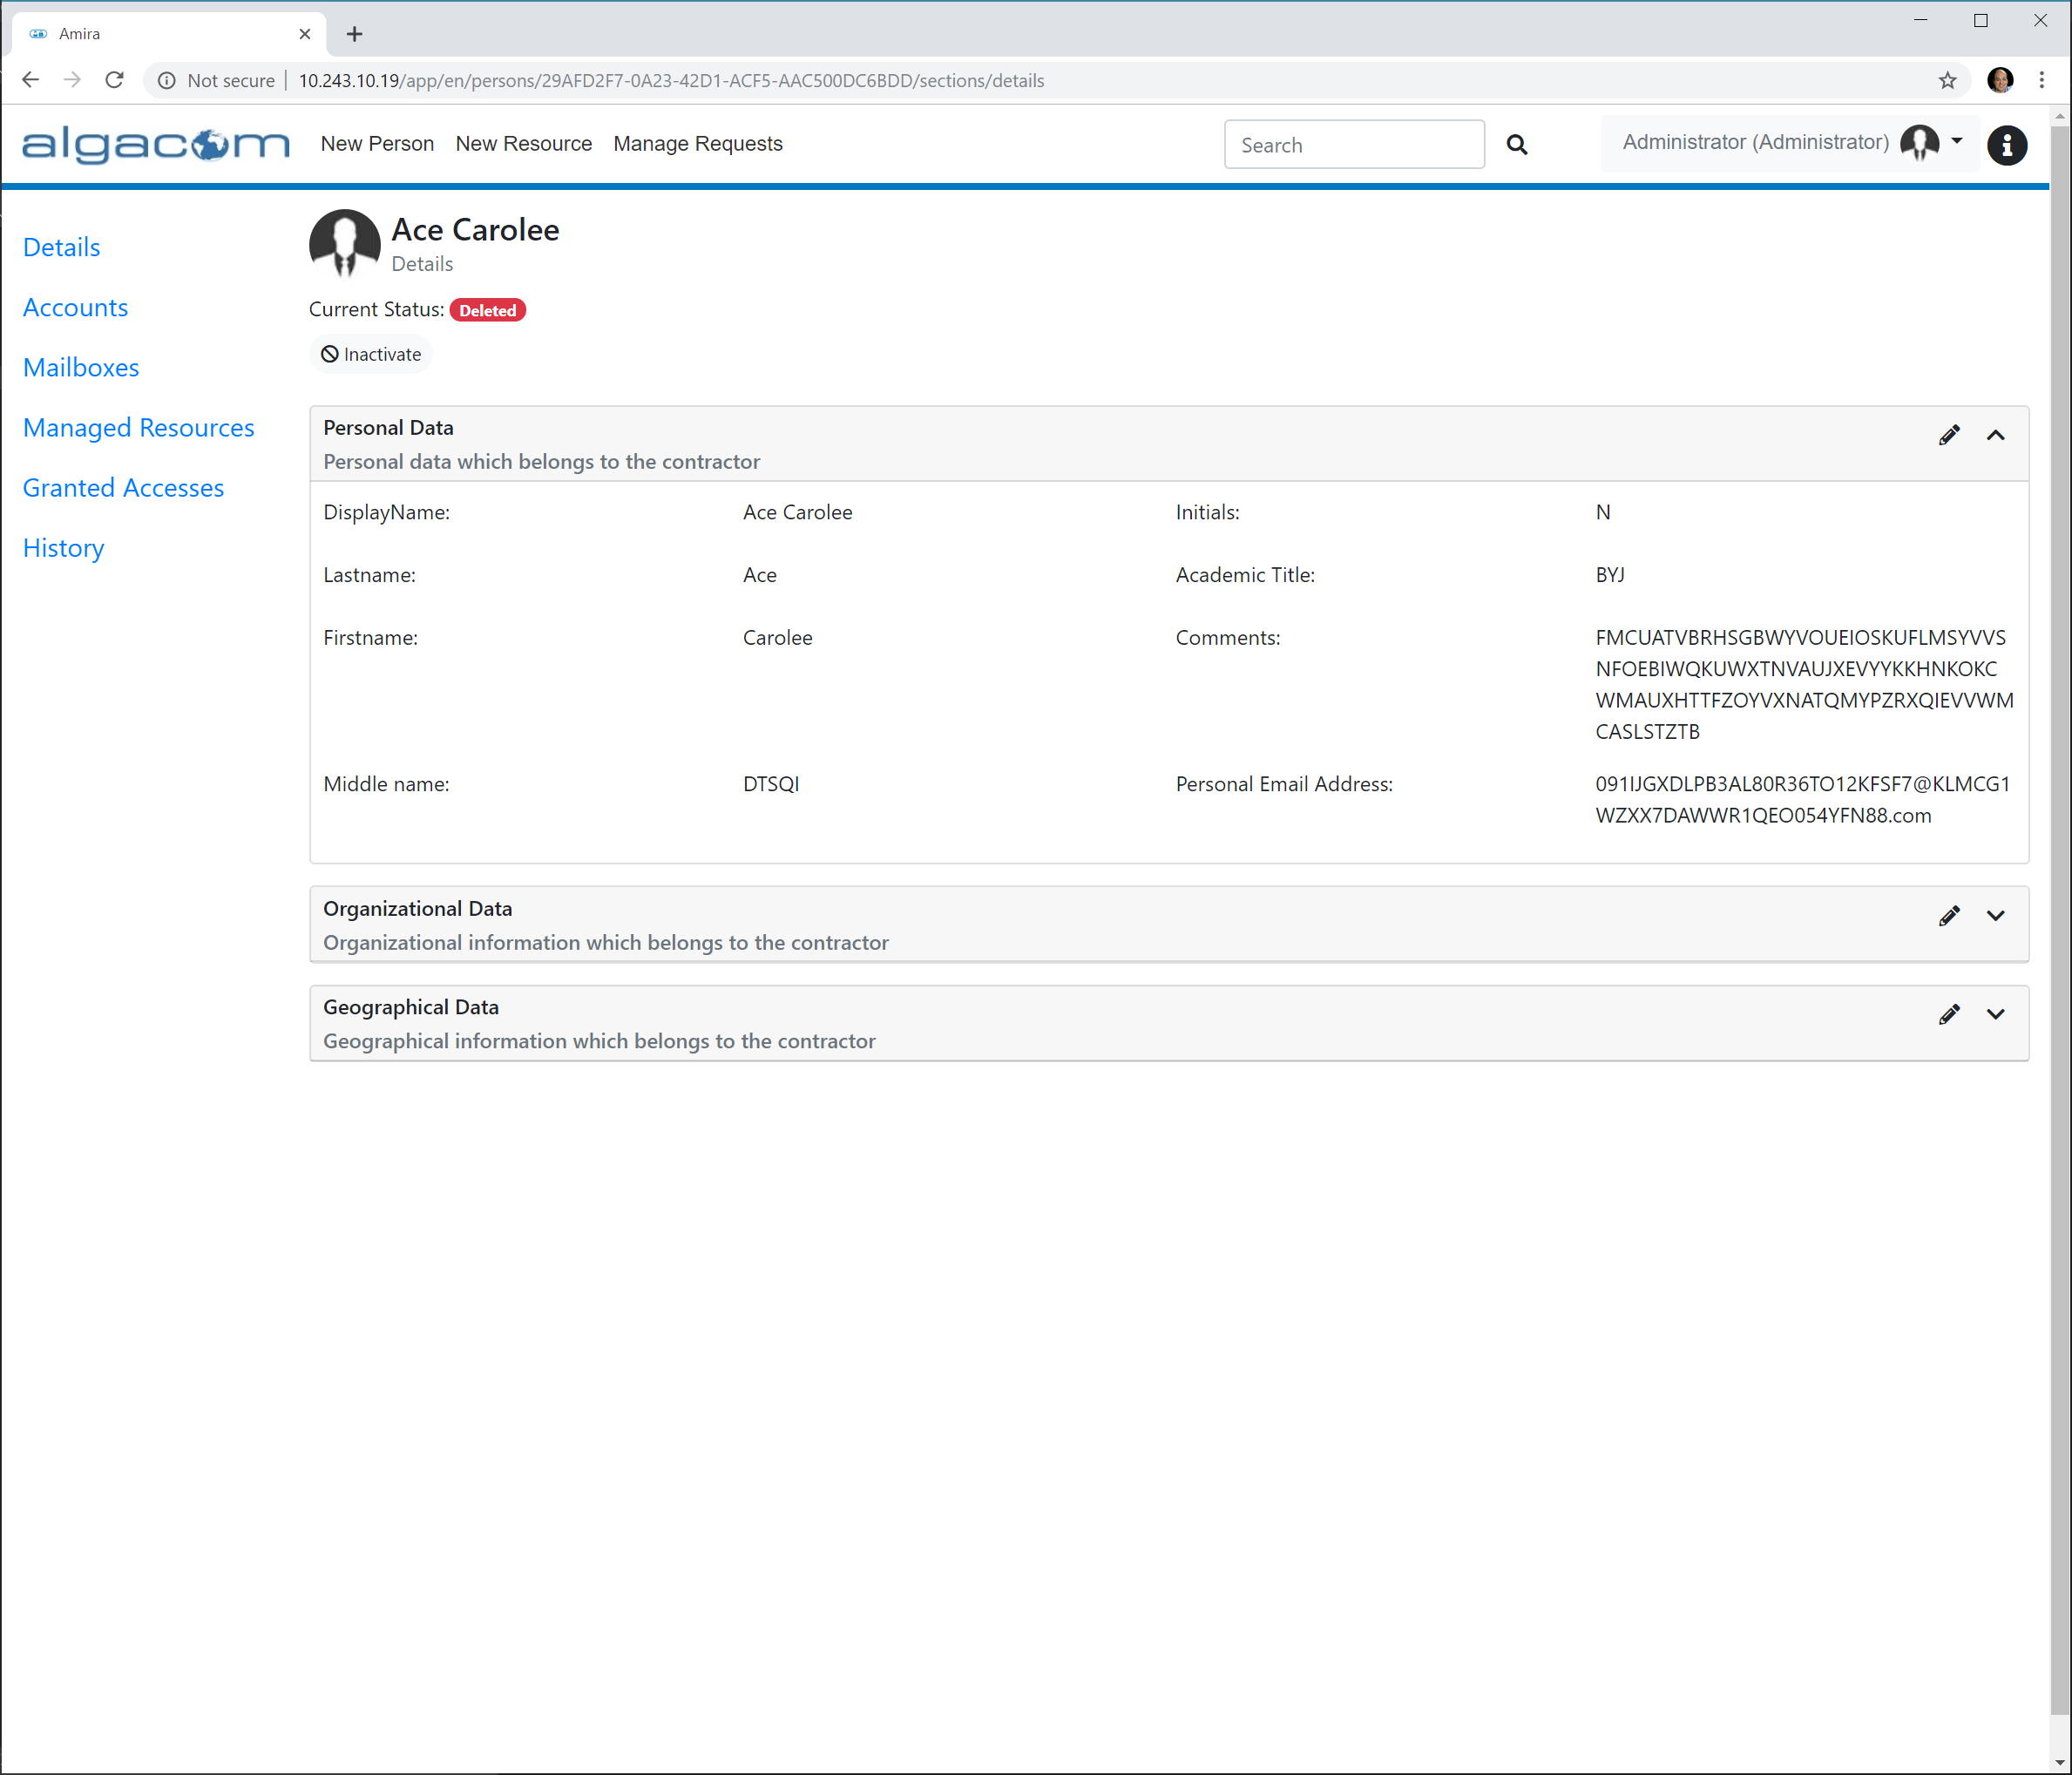 Amira
Not secure
10.243.10.19/app/en/persons/29AFD2F7-0A23-42D1-ACF5-AAC500DC6BDD/sections/details
algacom
New Person New Resource Manage Requests
Search
Administrator (Administrator)
Details
Accounts
Mailboxes
Managed Resources
Granted Accesses
History
Ace Carolee
Details
Current Status: Deleted
Inactivate
Personal Data
Personal data which belongs to the contractor
DisplayName: Ace Carolee Initials: N
Lastname: Ace Academic Title: BYJ
Firstname: Carolee Comments: FMCUATVBRHSGBWYVOUEIOSKUFLMSYVVS
NFOEBIWQKUWXTNVAUJXEVYYKKHNKOKC
WMAUXHTTFZOYVXNATQMYPZRXQIEVVWM
CASLSTZTB
Middle name: DTSQI Personal Email Address: 091IJGXDLPB3AL80R36TO12KFSF7@KLMCG1
WZXX7DAWWR1QEO054YFN88.com
Organizational Data
Organizational information which belongs to the contractor
Geographical Data
Geographical information which belongs to the contractor